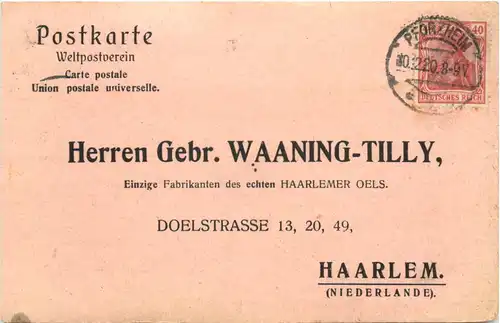 Postkarte
Weltpostverein
Carte postale
Union postale universelle.
PFORZHEIM
40
DEUTSCHES REICH
Herren Gebr. WAANING-TILLY,
Einzige Fabrikanten des echten HAARLEMER OELS.
DOELSTRASSE 13, 20, 49,
HAARLEM.
(NIEDERLANDE).